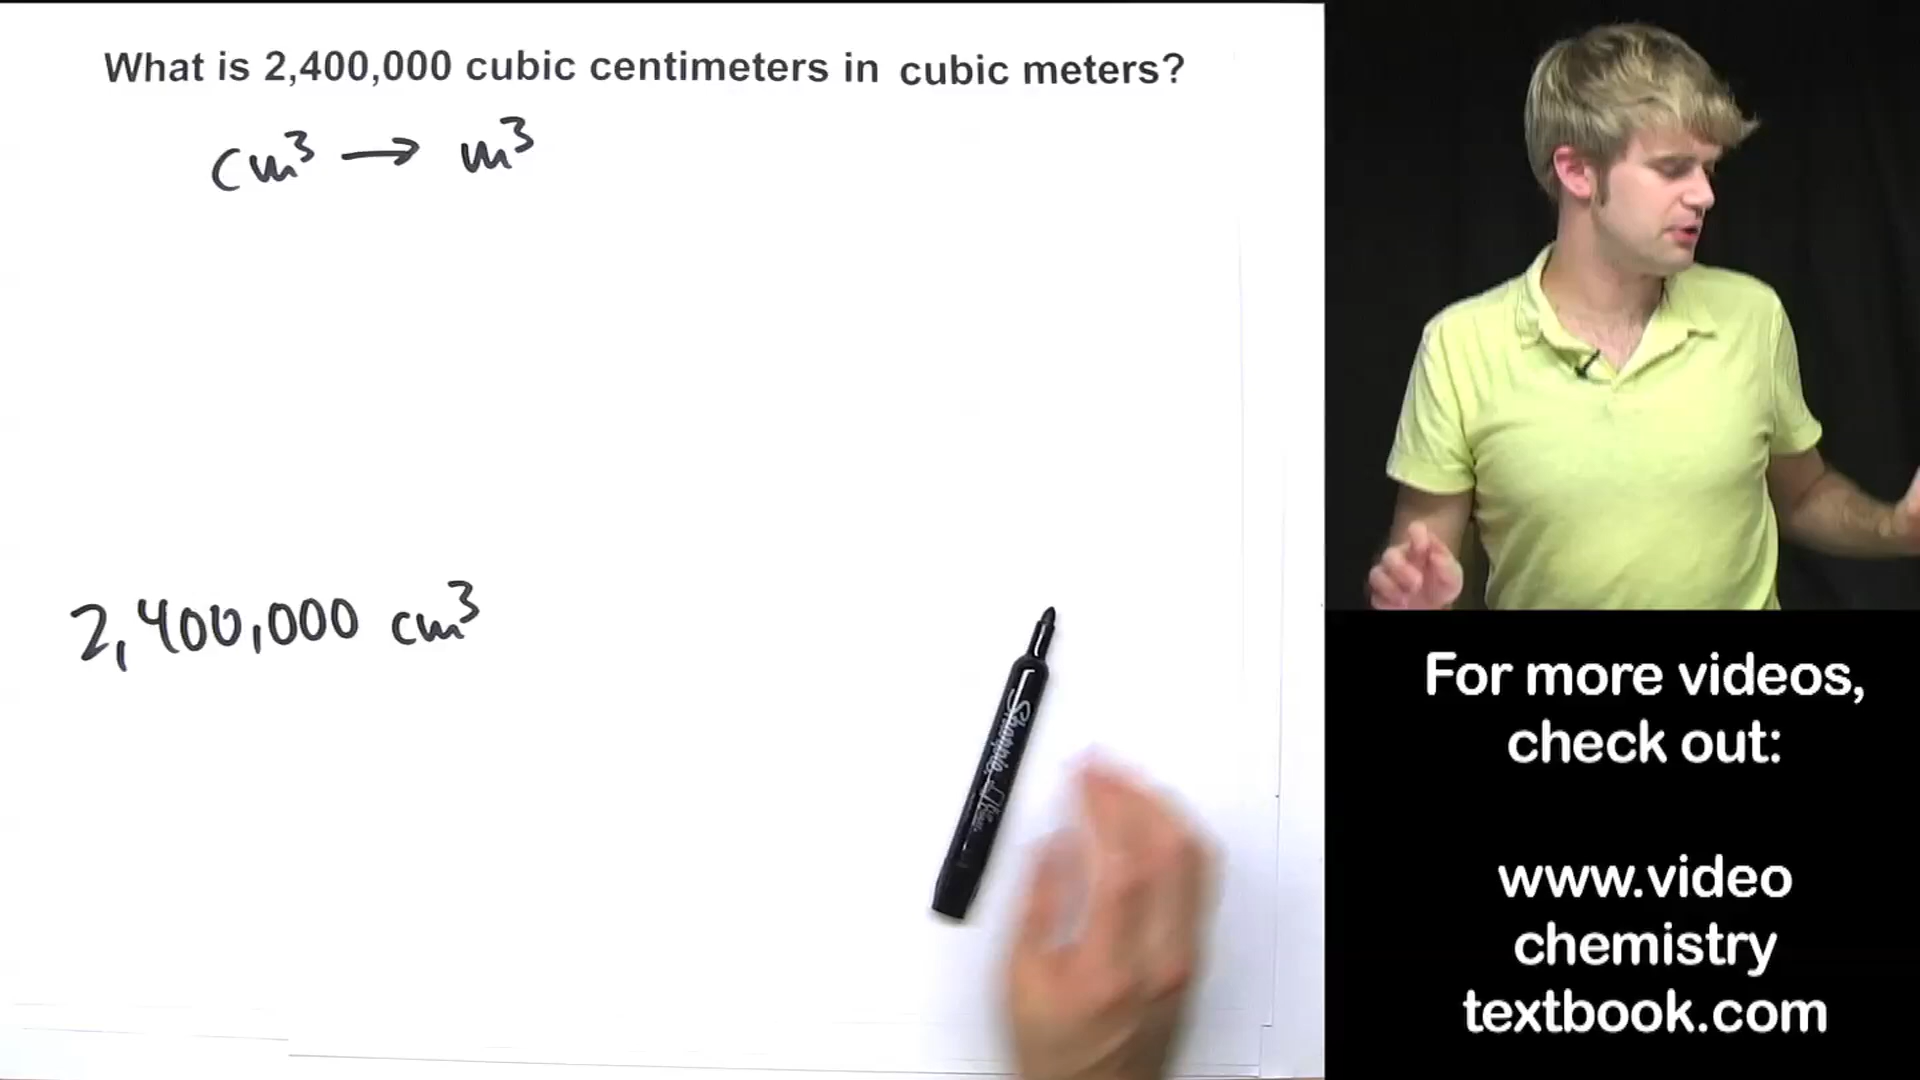 What is 2,400,000 cubic centimeters in cubic meters?
cm³ → m³
2,400,000 cm³
Sharpie
For more videos,
check out:
www.video
chemistry
textbook.com